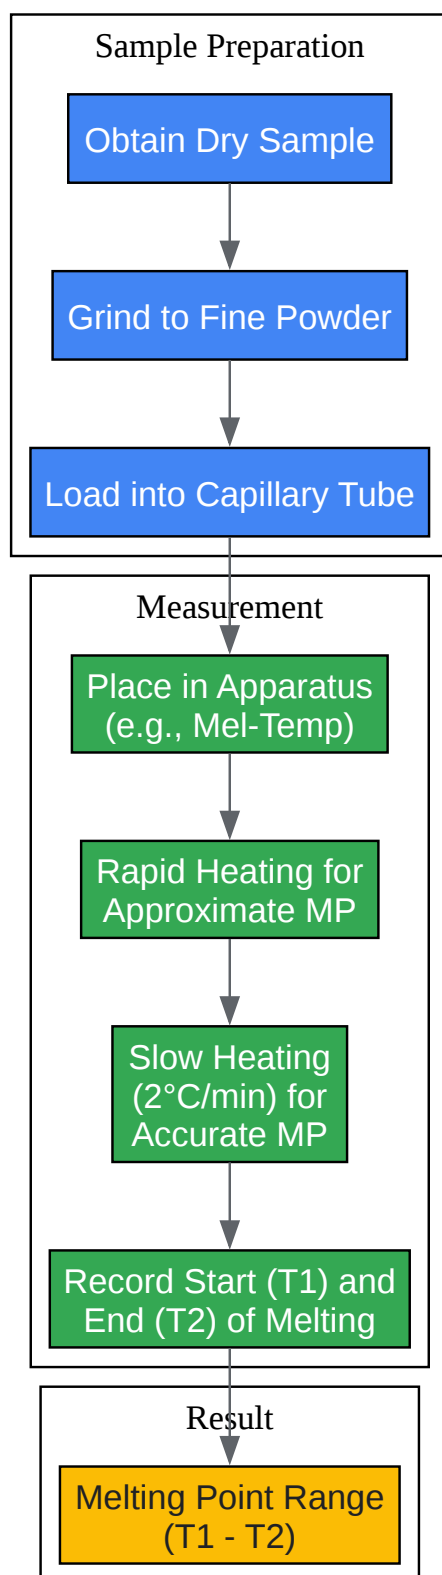 Sample Preparation
Obtain Dry Sample
Grind to Fine Powder
Load into Capillary Tube
Measurement
Place in Apparatus
(e.g., Mel-Temp)
Rapid Heating for
Approximate MP
Slow Heating
(2°C/min) for
Accurate MP
Record Start (T1) and
End (T2) of Melting
Result
Melting Point Range
(T1 - T2)